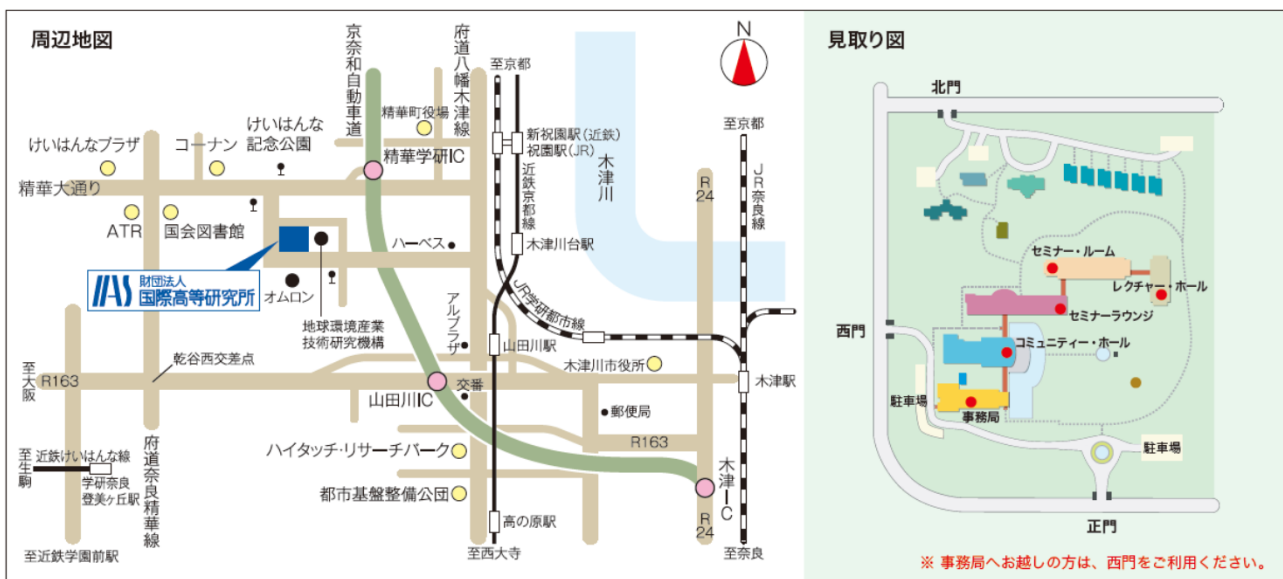 周辺地図
京奈和自動車道
府道八幡木津線
至京都
N
精華町役場
新祝園駅(近鉄)
祝園駅(JR)
木津川
至京都
けいはんなプラザ
コーナン
けいはんな
記念公園
精華学研IC
近鉄京都線
R
24
JR奈良線
精華大通り
ATR
国会図書館
ハーベス
木津川台駅
IIAS
財団法人
国際高等研究所
オムロン
地球環境産業
技術研究機構
アルプラザ
JR学研都市線
山田川駅
木津川市役所
木津駅
至大阪
R163
乾谷西交差点
山田川IC
交番
郵便局
R163
ハイタッチ・リサーチパーク
木津IC
至生駒
近鉄けいはんな線
学研奈良
登美ヶ丘駅
府道奈良精華線
都市基盤整備公団
高の原駅
R
24
至近鉄学園前駅
至西大寺
至奈良
見取り図
北門
セミナー・ルーム
レクチャー・ホール
セミナーラウンジ
西門
コミュニティー・ホール
駐車場
事務局
駐車場
正門
※ 事務局へお越しの方は、西門をご利用ください。